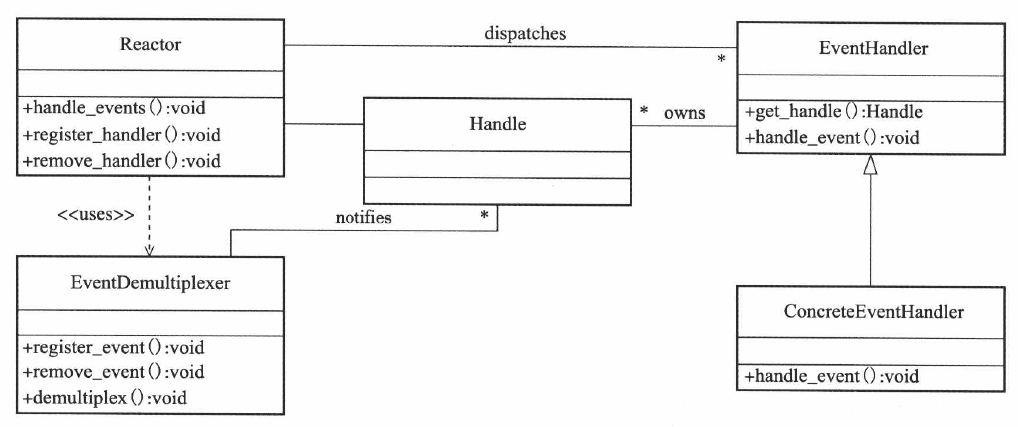 Reactor
+handle_events():void
+register_handler():void
+remove_handler():void
dispatches
*
EventHandler
+get_handle():Handle
+handle_event():void
Handle
* owns
<<uses>>
notifies
*
EventDemultiplexer
+register_event():void
+remove_event():void
+demultiplex():void
ConcreteEventHandler
+handle_event():void